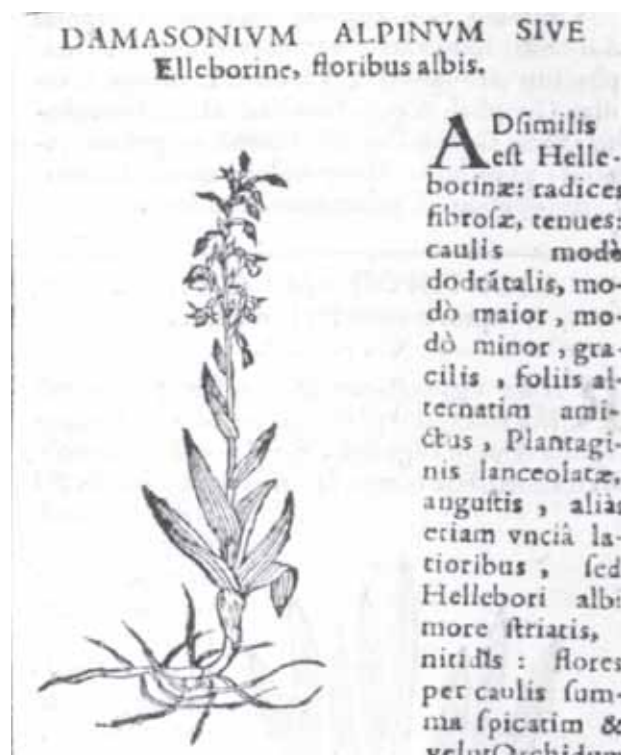 DAMASONIVM ALPINVM SIVE
Elleborine, floribus albis.
ADſimilis
eſt Helle-
borinæ: radices
fibroſæ, tenues:
caulis modò
dodrátalis, mo-
dò maior, mo-
dò minor, gra-
cilis, foliis al-
ternatim ami-
ctus, Plantagi-
nis lanceolatæ,
anguſtis, aliàs
etiam vnciâ la-
tioribus, ſed
Hellebori albi
more ſtriatis,
nitidis: flores
per caulis ſum-
ma ſpicatim &
velut Orchidum